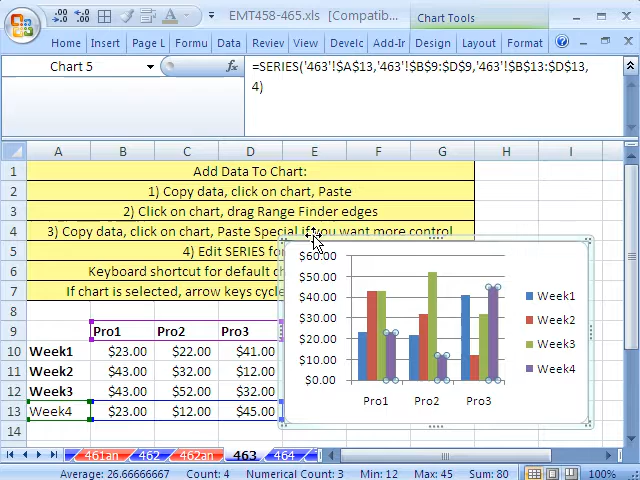 EMT458-465.xls [Compatib...
Chart Tools
Home Insert Page L Formu Data Reviev View Develc Add-Ir Design Layout Format
Chart 5 fx =SERIES('463'!$A$13,'463'!$B$9:$D$9,'463'!$B$13:$D$13,
4)
A B C D E F G H I
1 Add Data To Chart:
2 1) Copy data, click on chart, Paste
3 2) Click on chart, drag Range Finder edges
4 3) Copy data, click on chart, Paste Special if you want more control
5 4) Edit SERIES for
6 Keyboard shortcut for default ch
7 If chart is selected, arrow keys cycle
8
9 Pro1 Pro2 Pro3
10 Week1 $23.00 $22.00 $41.00
11 Week2 $43.00 $32.00 $12.00
12 Week3 $43.00 $52.00 $32.00
13 Week4 $23.00 $12.00 $45.00
14
$60.00
$50.00
$40.00
$30.00
$20.00
$10.00
$0.00
Pro1 Pro2 Pro3
Week1
Week2
Week3
Week4
461an 462 462an 463 464
Average: 26.66666667 Count: 4 Numerical Count: 3 Min: 12 Max: 45 Sum: 80 100%